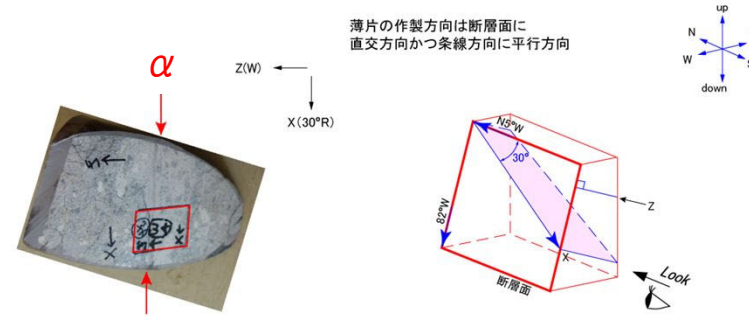 薄片の作製方向は断層面に
直交方向かつ条線方向に平行方向
α
Z(W)
X(30°R)
up
N
W
S
down
N5°W
30°
82°W
Z
X
Look
断層面
X
X